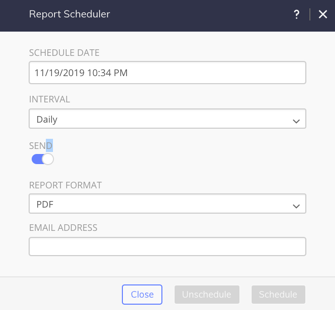 Report Scheduler ?
SCHEDULE DATE
11/19/2019 10:34 PM
INTERVAL
Daily
SEND
REPORT FORMAT
PDF
EMAIL ADDRESS
Close Unschedule Schedule